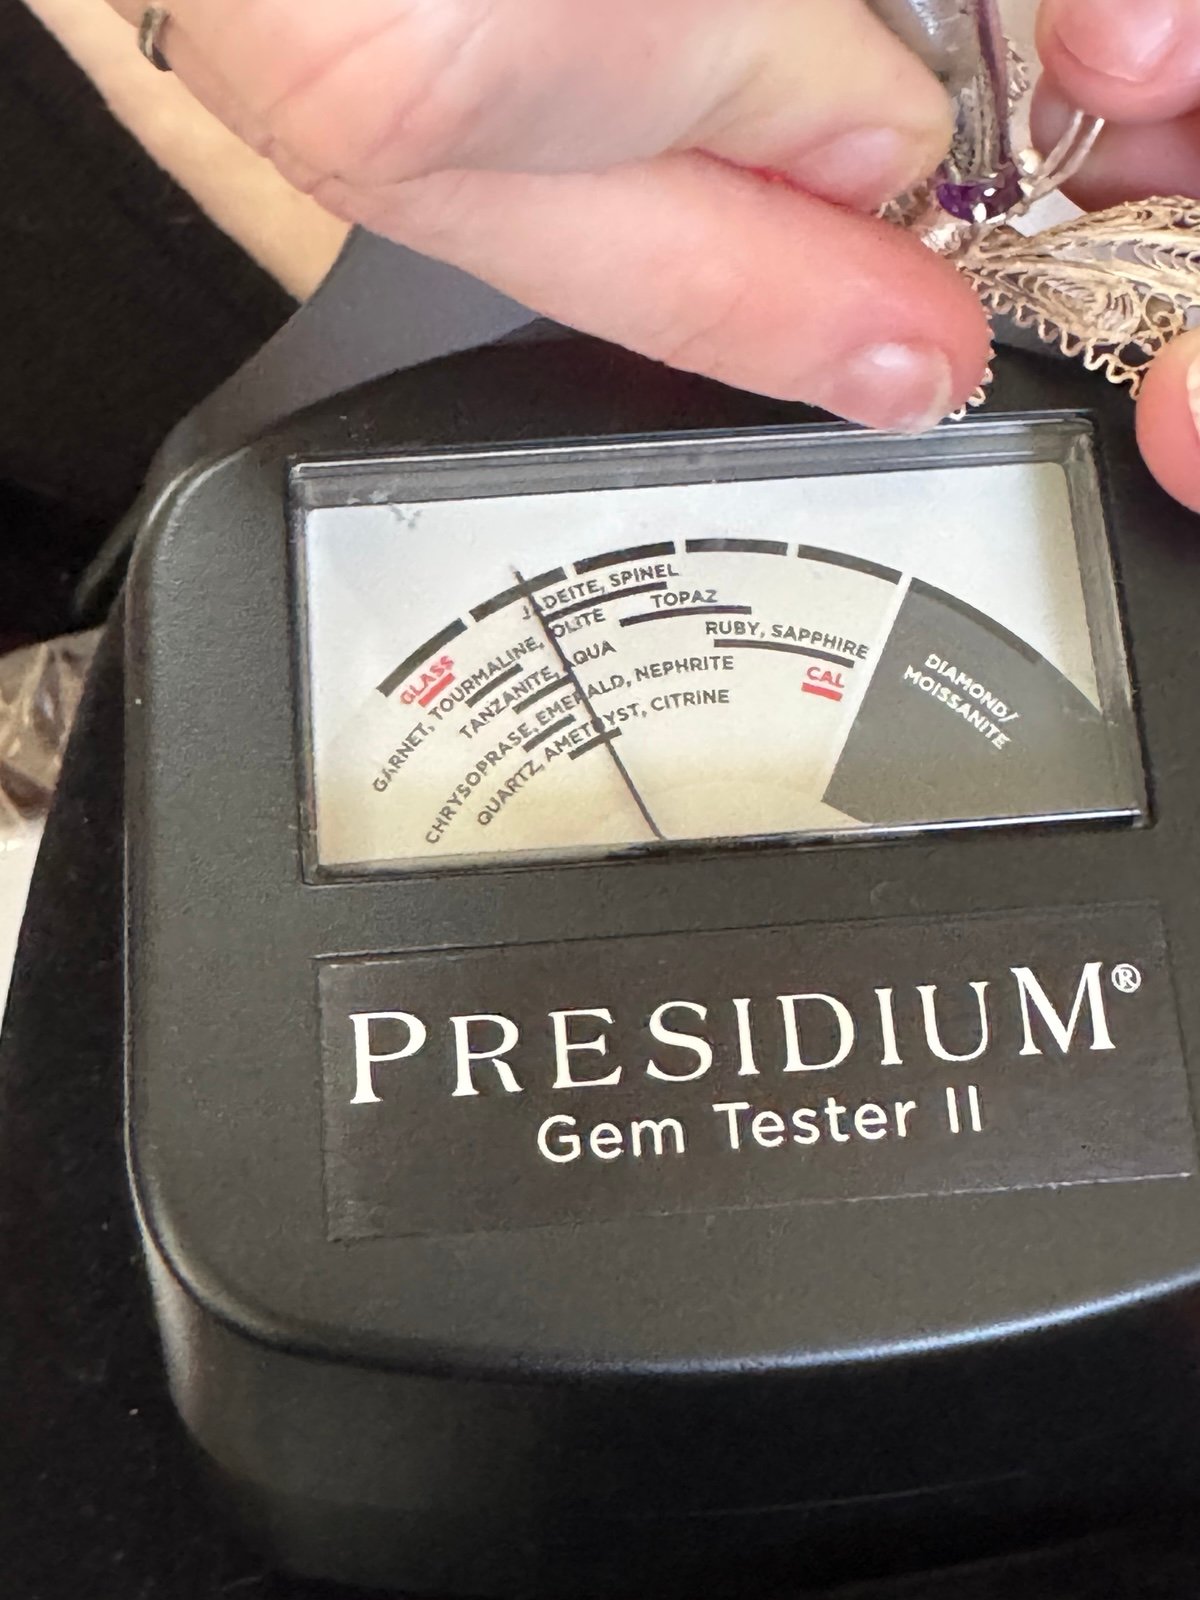 JADEITE, SPINEL
TOPAZ
RUBY, SAPPHIRE
CAL
DIAMOND/
MOISSANITE
GLASS
GARNET, TOURMALINE, IOLITE
TANZANITE, AQUA
CHRYSOPRASE, EMERALD, NEPHRITE
QUARTZ, AMETHYST, CITRINE
PRESIDIUM®
Gem Tester II